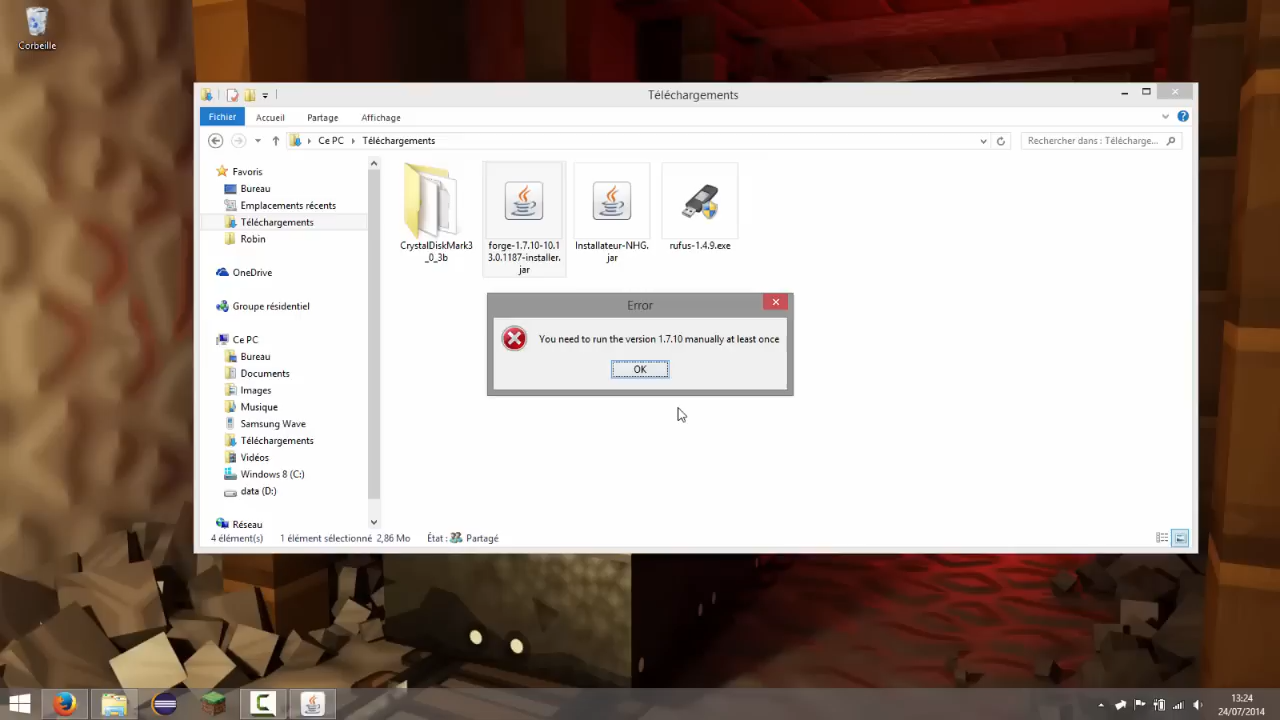 Corbeille
Téléchargements
Fichier
Accueil
Partage
Affichage
Ce PC
Téléchargements
Rechercher dans : Télécharge...
Favoris
Bureau
Emplacements récents
Téléchargements
Robin
OneDrive
Groupe résidentiel
Ce PC
Bureau
Documents
Images
Musique
Samsung Wave
Téléchargements
Vidéos
Windows 8 (C:)
data (D:)
Réseau
CrystalDiskMark3
_0_3b
forge-1.7.10-10.1
3.0.1187-installer.
jar
Installateur-NHG.
jar
rufus-1.4.9.exe
Error
You need to run the version 1.7.10 manually at least once
OK
4 élément(s)
1 élément sélectionné 2,86 Mo
État : Partagé
13:24
24/07/2014